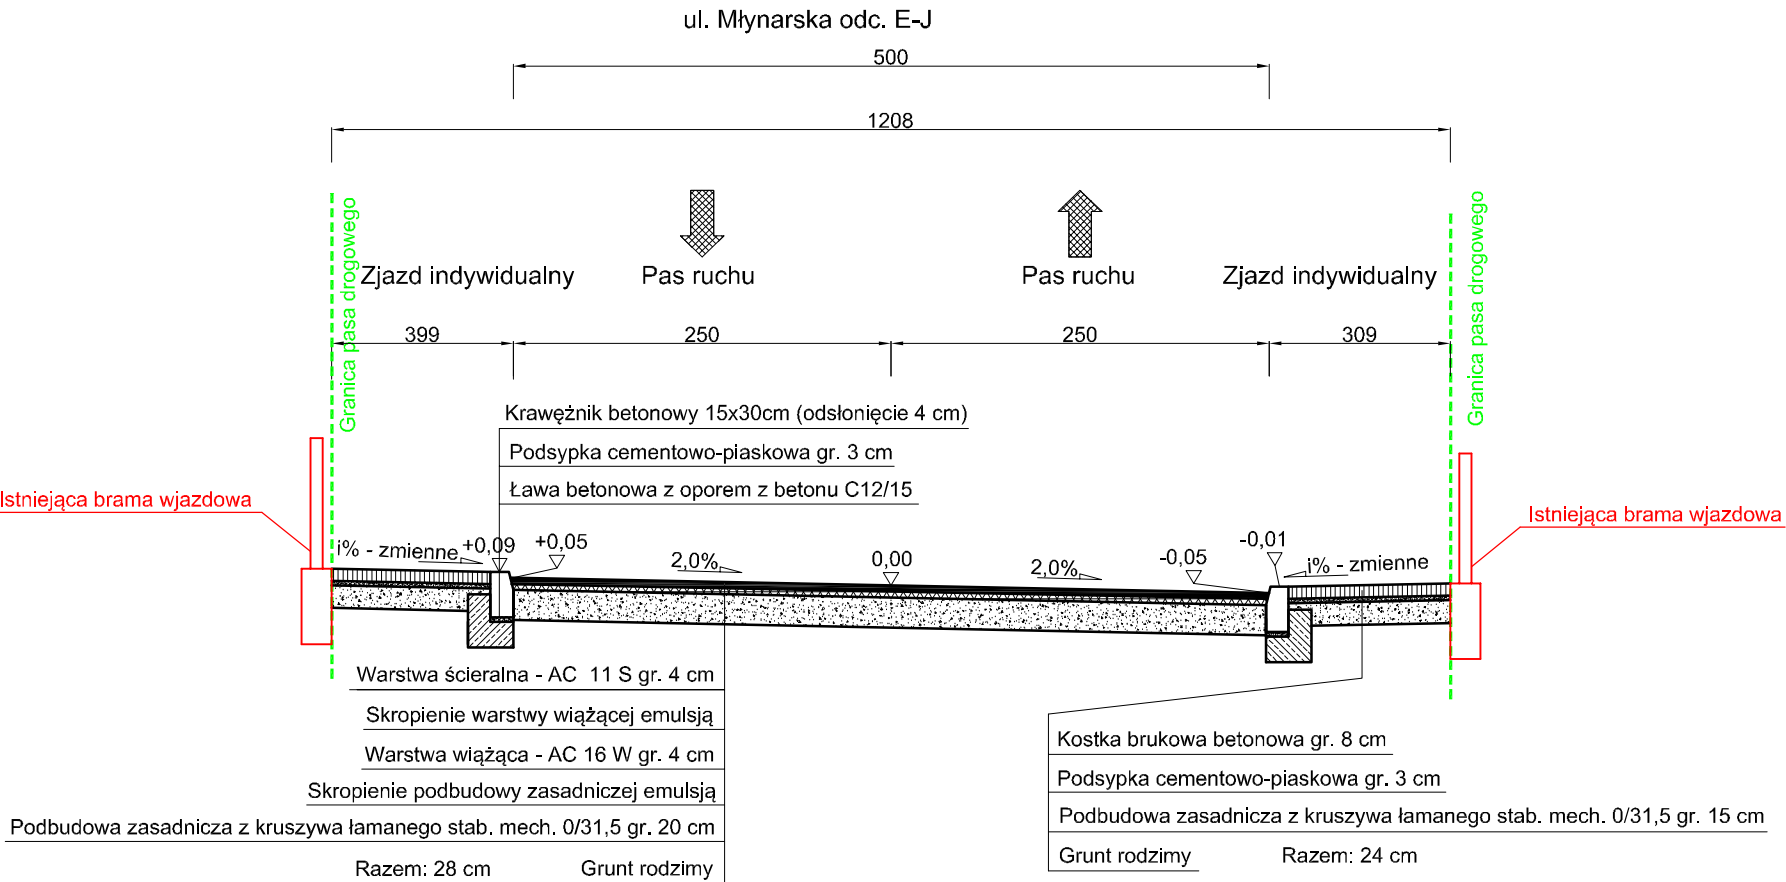 ul. Młynarska odc. E-J
500
1208
Granica pasa drogowego
Granica pasa drogowego
Zjazd indywidualny
Pas ruchu
Pas ruchu
Zjazd indywidualny
399
250
250
309
Krawężnik betonowy 15x30cm (odsłonięcie 4 cm)
Podsypka cementowo-piaskowa gr. 3 cm
Ława betonowa z oporem z betonu C12/15
Istniejąca brama wjazdowa
Istniejąca brama wjazdowa
i% - zmienne
+0,09
+0,05
2,0%
0,00
2,0%
-0,05
-0,01
i% - zmienne
Warstwa ścieralna - AC 11 S gr. 4 cm
Skropienie warstwy wiążącej emulsją
Warstwa wiążąca - AC 16 W gr. 4 cm
Skropienie podbudowy zasadniczej emulsją
Podbudowa zasadnicza z kruszywa łamanego stab. mech. 0/31,5 gr. 20 cm
Razem: 28 cm
Grunt rodzimy
Kostka brukowa betonowa gr. 8 cm
Podsypka cementowo-piaskowa gr. 3 cm
Podbudowa zasadnicza z kruszywa łamanego stab. mech. 0/31,5 gr. 15 cm
Grunt rodzimy
Razem: 24 cm